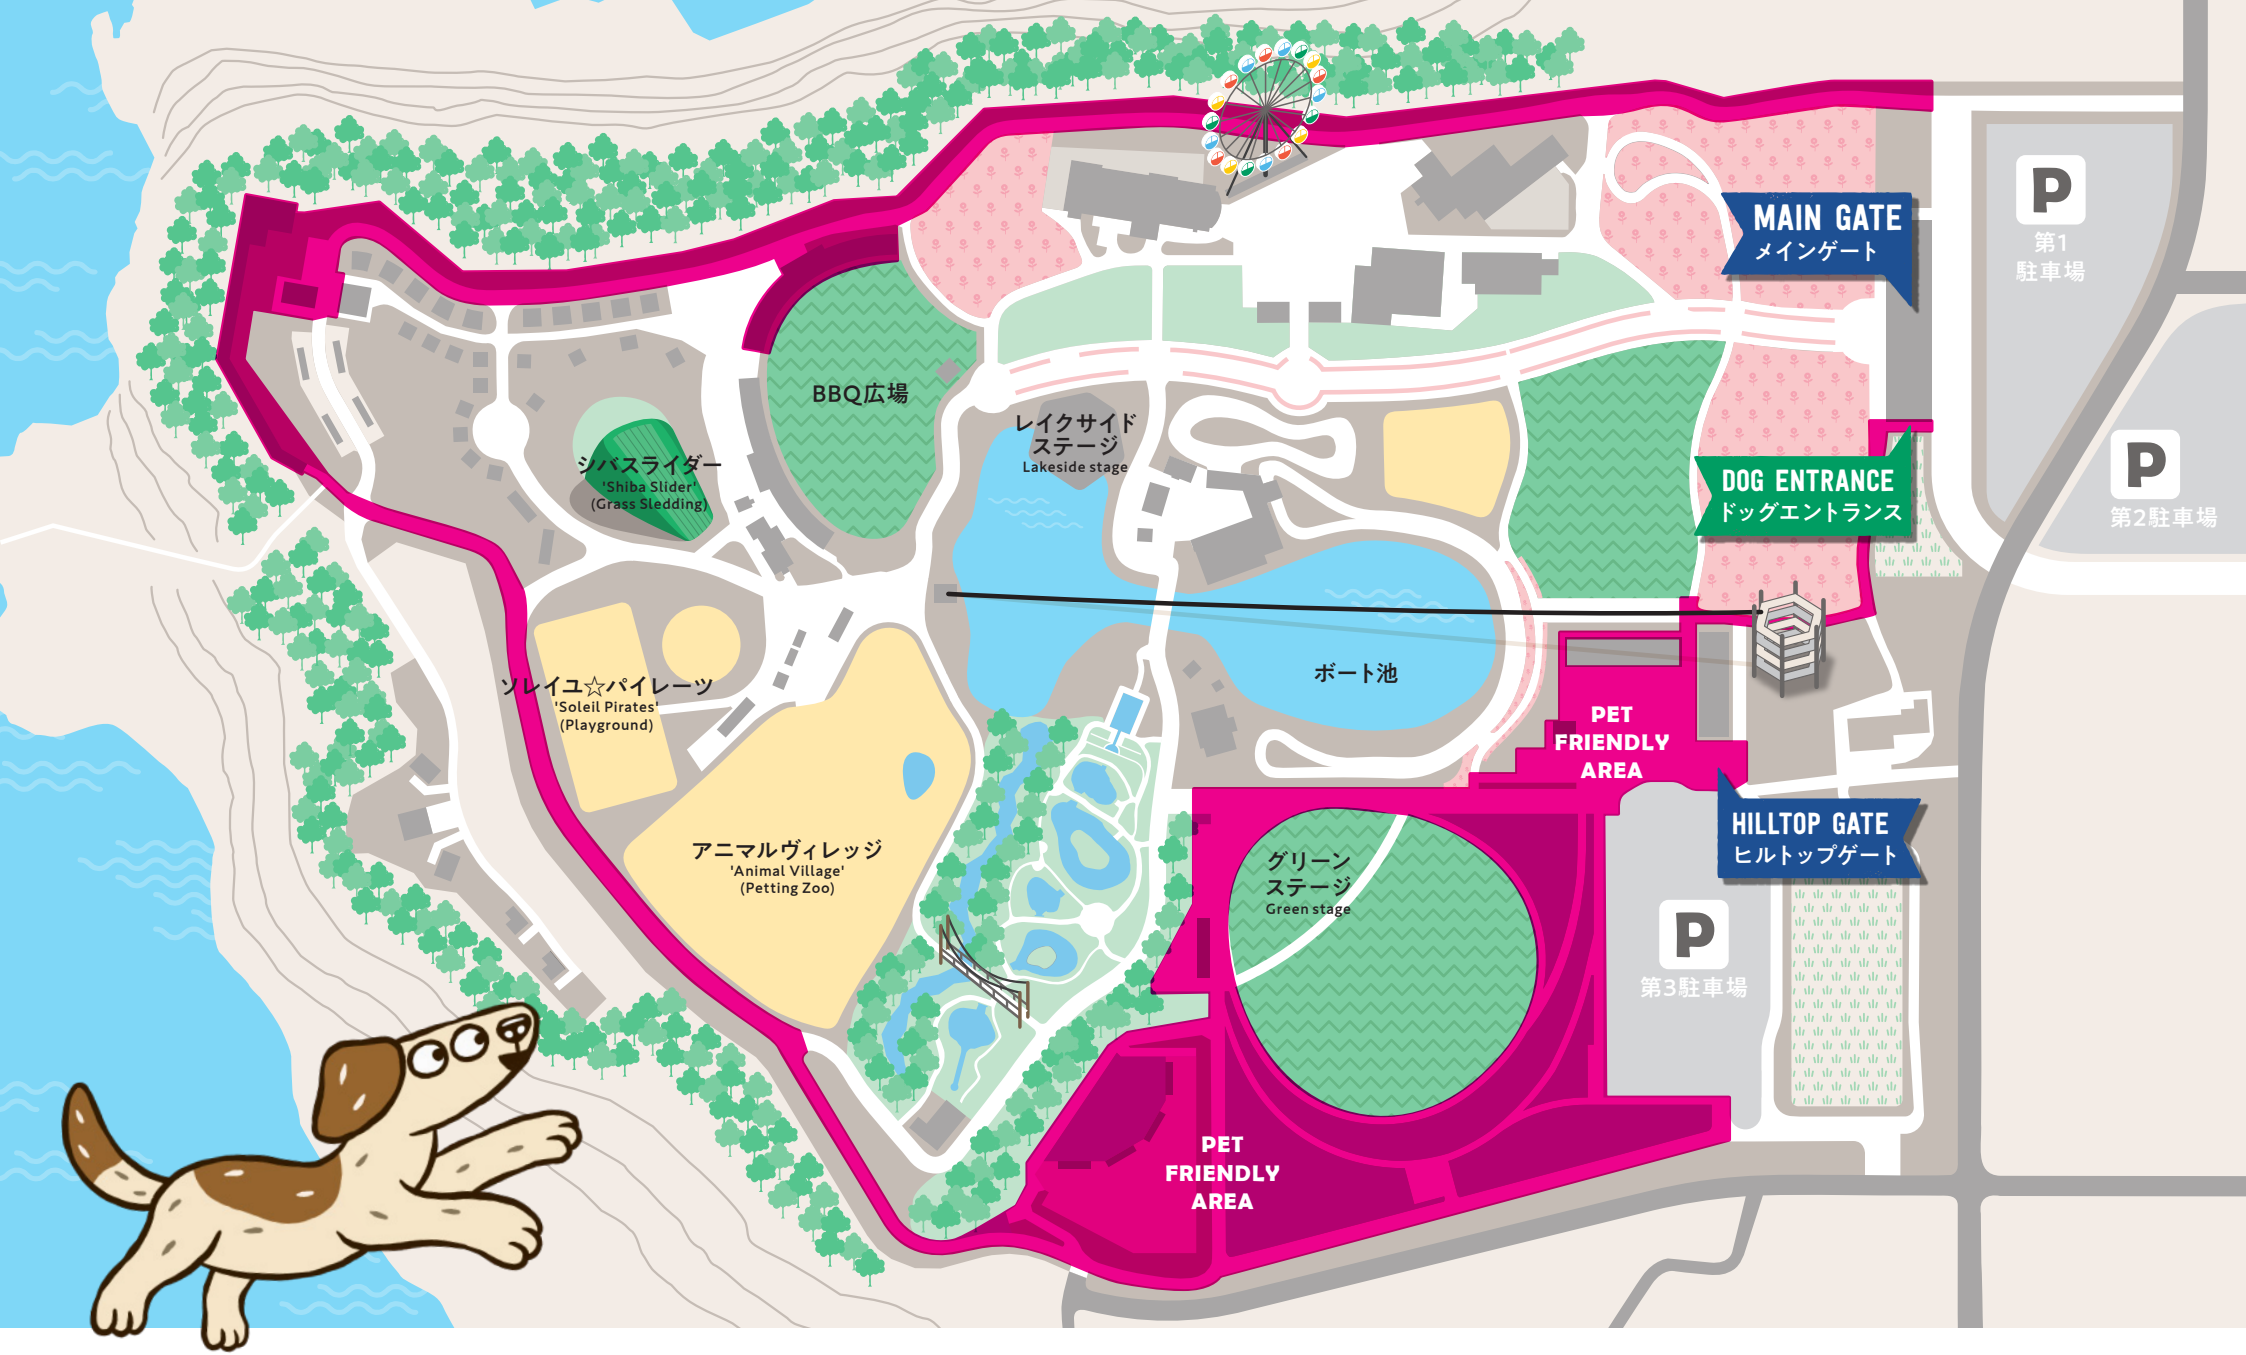 MAIN GATE
メインゲート
P
第1
駐車場
BBQ広場
レイクサイド
ステージ
Lakeside stage
シバスライダー
'Shiba Slider'
(Grass Sledding)
DOG ENTRANCE
ドッグエントランス
P
第2駐車場
ソレイユ☆パイレーツ
'Soleil Pirates'
(Playground)
ボート池
PET
FRIENDLY
AREA
アニマルヴィレッジ
'Animal Village'
(Petting Zoo)
グリーン
ステージ
Green stage
HILLTOP GATE
ヒルトップゲート
P
第3駐車場
PET
FRIENDLY
AREA